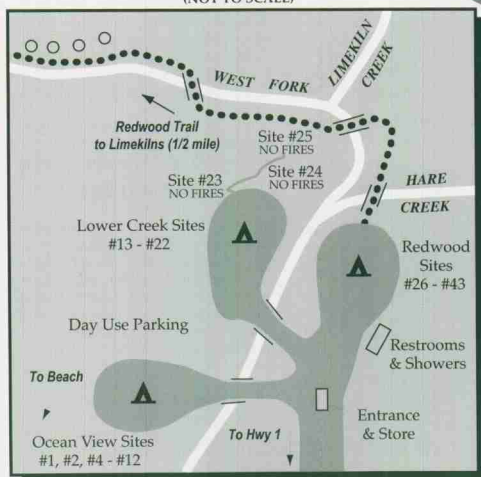 (NOT TO SCALE)
WEST FORK
LIMEKILN
CREEK
Redwood Trail
to Limekilns (1/2 mile)
Site #25
NO FIRES
Site #24
NO FIRES
Site #23
NO FIRES
HARE
CREEK
Lower Creek Sites
#13 - #22
Redwood
Sites
#26 - #43
Day Use Parking
Restrooms
& Showers
To Beach
Entrance
& Store
To Hwy 1
Ocean View Sites
#1, #2, #4 - #12